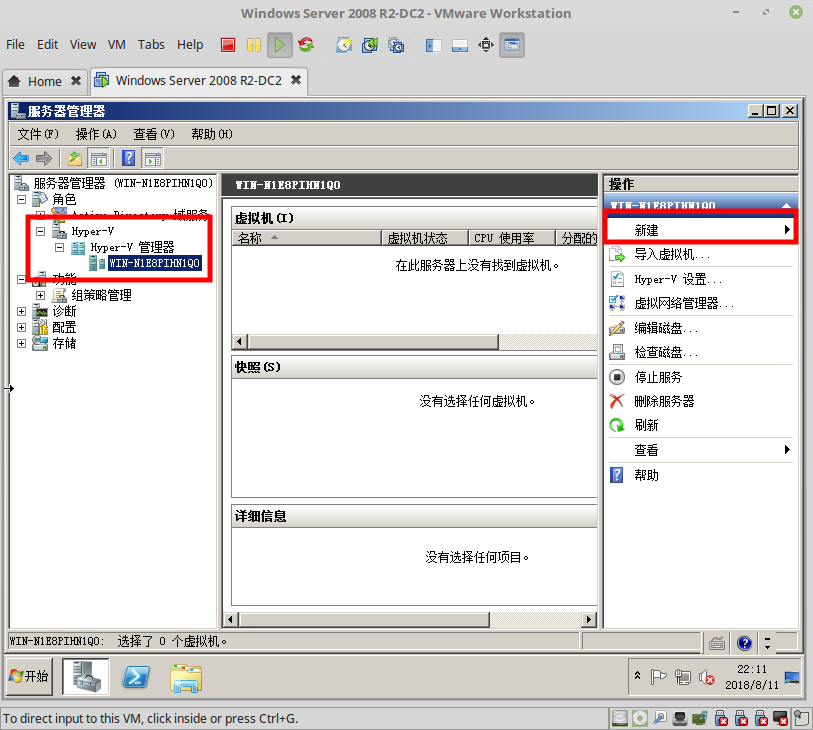 Windows Server 2008 R2-DC2 - VMware Workstation
File Edit View VM Tabs Help
Home Windows Server 2008 R2-DC2
服务器管理器
文件(F) 操作(A) 查看(V) 帮助(H)
服务器管理器 (WIN-N1E8PIHN1QO)
角色
Active Directory 域服务
Hyper-V
Hyper-V 管理器
WIN-N1E8PIHN1QO
功能
组策略管理
诊断
配置
存储
WIN-N1E8PIHN1QO
虚拟机(I)
名称 虚拟机状态 CPU 使用率 分配的
在此服务器上没有找到虚拟机。
快照(S)
没有选择任何虚拟机。
详细信息
没有选择任何项目。
操作
WIN-N1E8PIHN1QO
新建
导入虚拟机...
Hyper-V 设置...
虚拟网络管理器...
编辑磁盘...
检查磁盘...
停止服务
删除服务器
刷新
查看
帮助
WIN-N1E8PIHN1QO: 选择了 0 个虚拟机。
开始
22:11
2018/8/11
To direct input to this VM, click inside or press Ctrl+G.